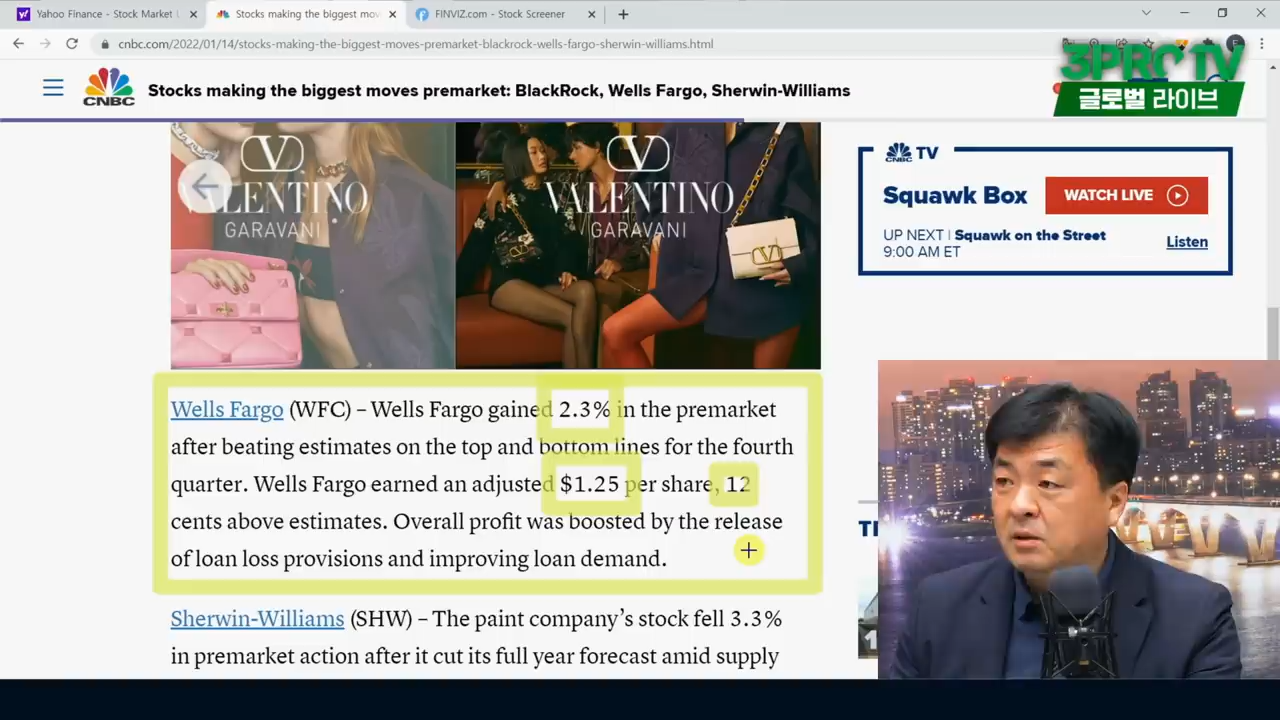 Yahoo Finance - Stock Market
Stocks making the biggest mov
FINVIZ.com - Stock Screener
cnbc.com/2022/01/14/stocks-making-the-biggest-moves-premarket-blackrock-wells-fargo-sherwin-williams.html
3PRO TV
글로벌 라이브
CNBC
Stocks making the biggest moves premarket: BlackRock, Wells Fargo, Sherwin-Williams
VALENTINO
GARAVANI
VALENTINO
GARAVANI
CNBC TV
Squawk Box
WATCH LIVE
UP NEXT | Squawk on the Street
9:00 AM ET
Listen
Wells Fargo (WFC) – Wells Fargo gained 2.3% in the premarket
after beating estimates on the top and bottom lines for the fourth
quarter. Wells Fargo earned an adjusted $1.25 per share, 12
cents above estimates. Overall profit was boosted by the release
of loan loss provisions and improving loan demand.
Sherwin-Williams (SHW) – The paint company’s stock fell 3.3%
in premarket action after it cut its full year forecast amid supply